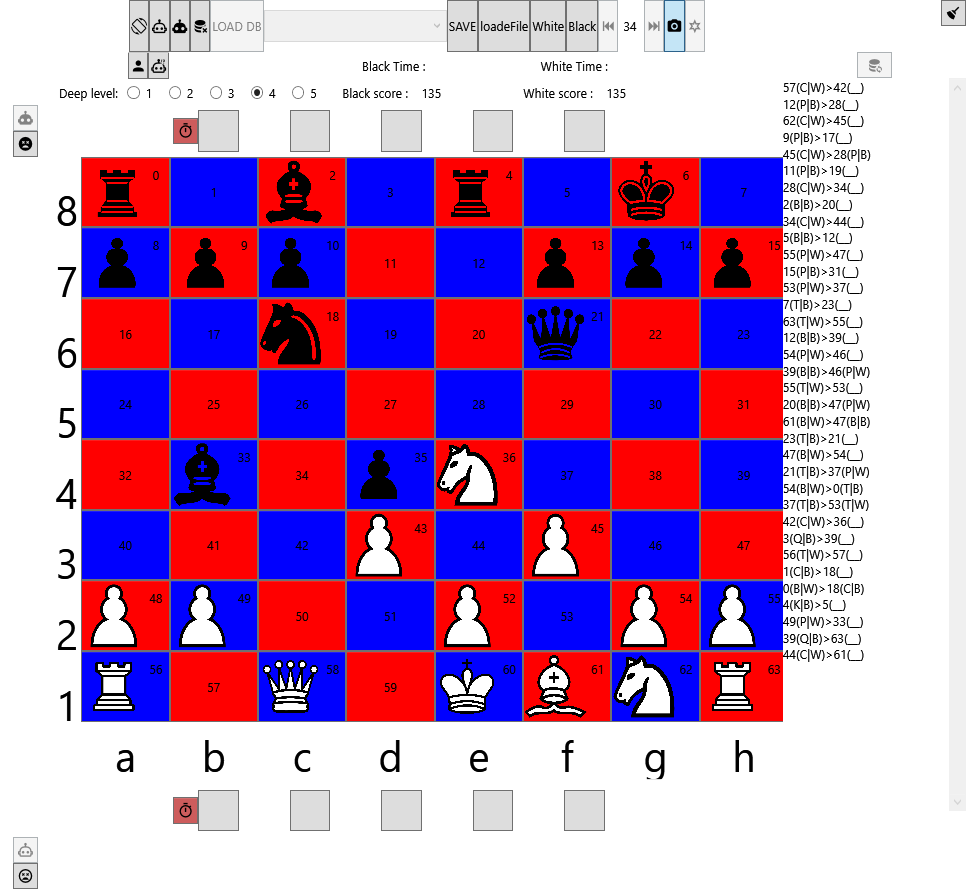 LOAD DB
SAVE loadeFile White Black 34
Black Time : White Time :
Deep level: 1 2 3 4 5 Black score : 135 White score : 135
8 0 1 2 3 4 5 6 7
7 8 9 10 11 12 13 14 15
6 16 17 18 19 20 21 22 23
5 24 25 26 27 28 29 30 31
4 32 33 34 35 36 37 38 39
3 40 41 42 43 44 45 46 47
2 48 49 50 51 52 53 54 55
1 56 57 58 59 60 61 62 63
a b c d e f g h
57(C|W)>42(__)
12(P|B)>28(__)
62(C|W)>45(__)
9(P|B)>17(__)
45(C|W)>28(P|B)
11(P|B)>19(__)
28(C|W)>34(__)
2(B|B)>20(__)
34(C|W)>44(__)
5(B|B)>12(__)
55(P|W)>47(__)
15(P|B)>31(__)
53(P|W)>37(__)
7(T|B)>23(__)
63(T|W)>55(__)
12(B|B)>39(__)
54(P|W)>46(__)
39(B|B)>46(P|W)
55(T|W)>53(__)
20(B|B)>47(P|W)
61(B|W)>47(B|B)
23(T|B)>21(__)
47(B|W)>54(__)
21(T|B)>37(P|W)
54(B|W)>0(T|B)
37(T|B)>53(T|W)
42(C|W)>36(__)
3(Q|B)>39(__)
56(T|W)>57(__)
1(C|B)>18(__)
0(B|W)>18(C|B)
4(K|B)>5(__)
49(P|W)>33(__)
39(Q|B)>63(__)
44(C|W)>61(__)